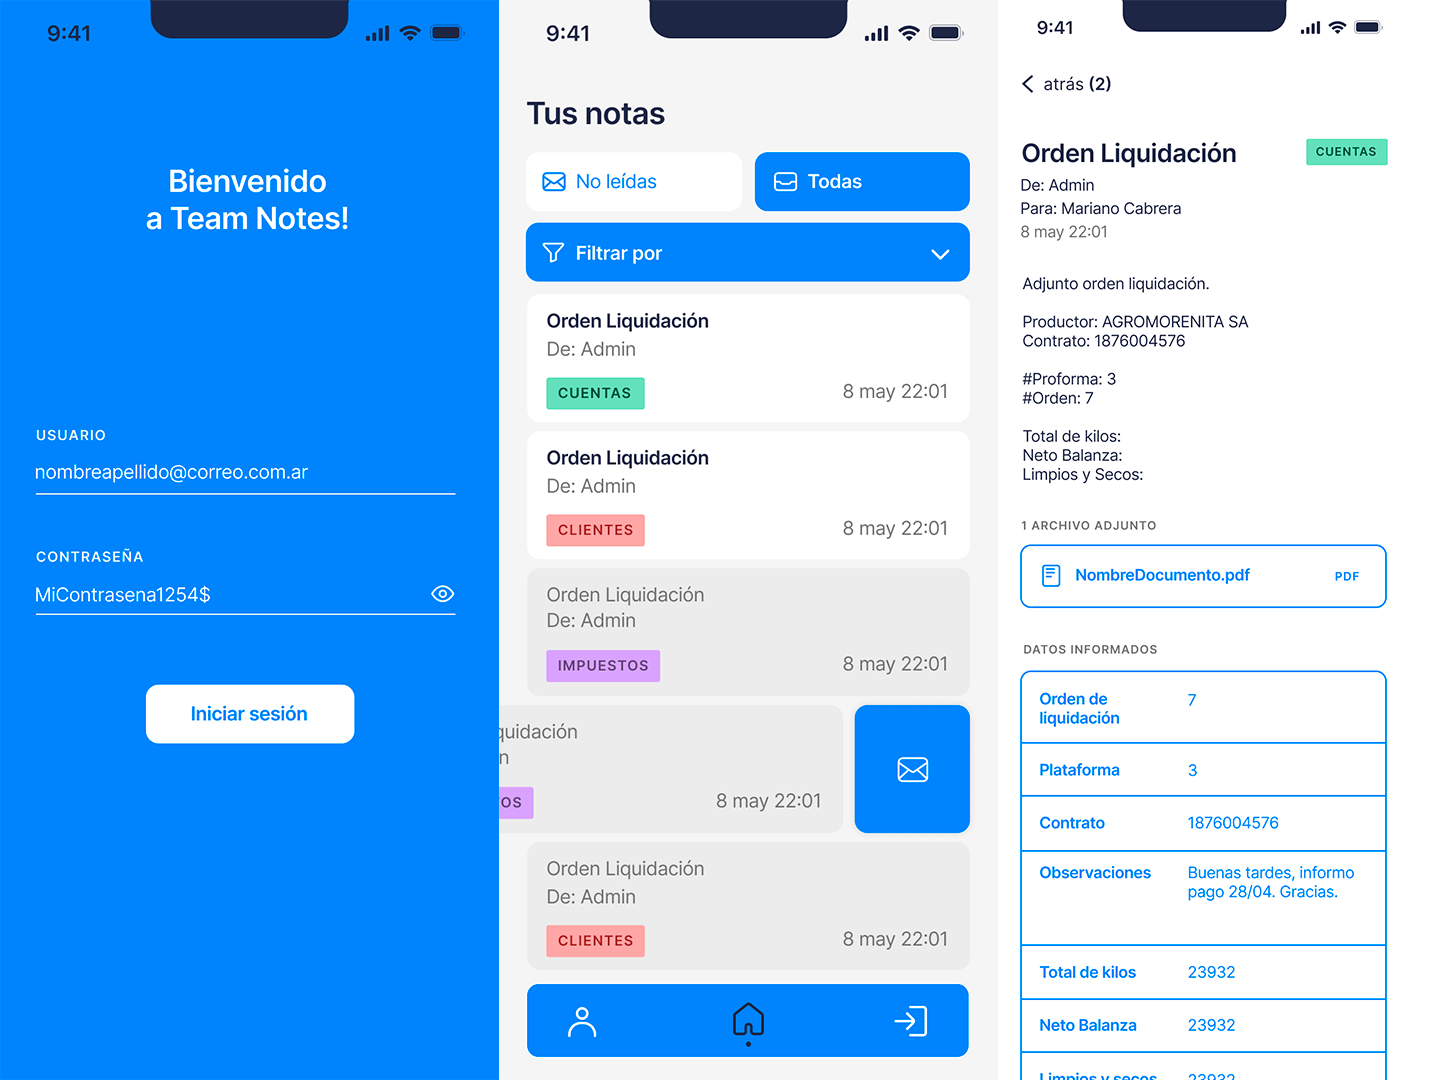 9:41
Bienvenido
a Team Notes!
USUARIO
nombreapellido@correo.com.ar
CONTRASEÑA
MiContrasena1254$
Iniciar sesión
9:41
Tus notas
No leídas
Todas
Filtrar por
Orden Liquidación
De: Admin
CUENTAS
8 may 22:01
Orden Liquidación
De: Admin
CLIENTES
8 may 22:01
Orden Liquidación
De: Admin
IMPUESTOS
8 may 22:01
quidación
n
OS
8 may 22:01
Orden Liquidación
De: Admin
CLIENTES
8 may 22:01
9:41
atrás (2)
Orden Liquidación
CUENTAS
De: Admin
Para: Mariano Cabrera
8 may 22:01
Adjunto orden liquidación.
Productor: AGROMORENITA SA
Contrato: 1876004576
#Proforma: 3
#Orden: 7
Total de kilos:
Neto Balanza:
Limpios y Secos:
1 ARCHIVO ADJUNTO
NombreDocumento.pdf
PDF
DATOS INFORMADOS
Orden de
liquidación
7
Plataforma
3
Contrato
1876004576
Observaciones
Buenas tardes, informo
pago 28/04. Gracias.
Total de kilos
23932
Neto Balanza
23932
Limpios y secos
23932